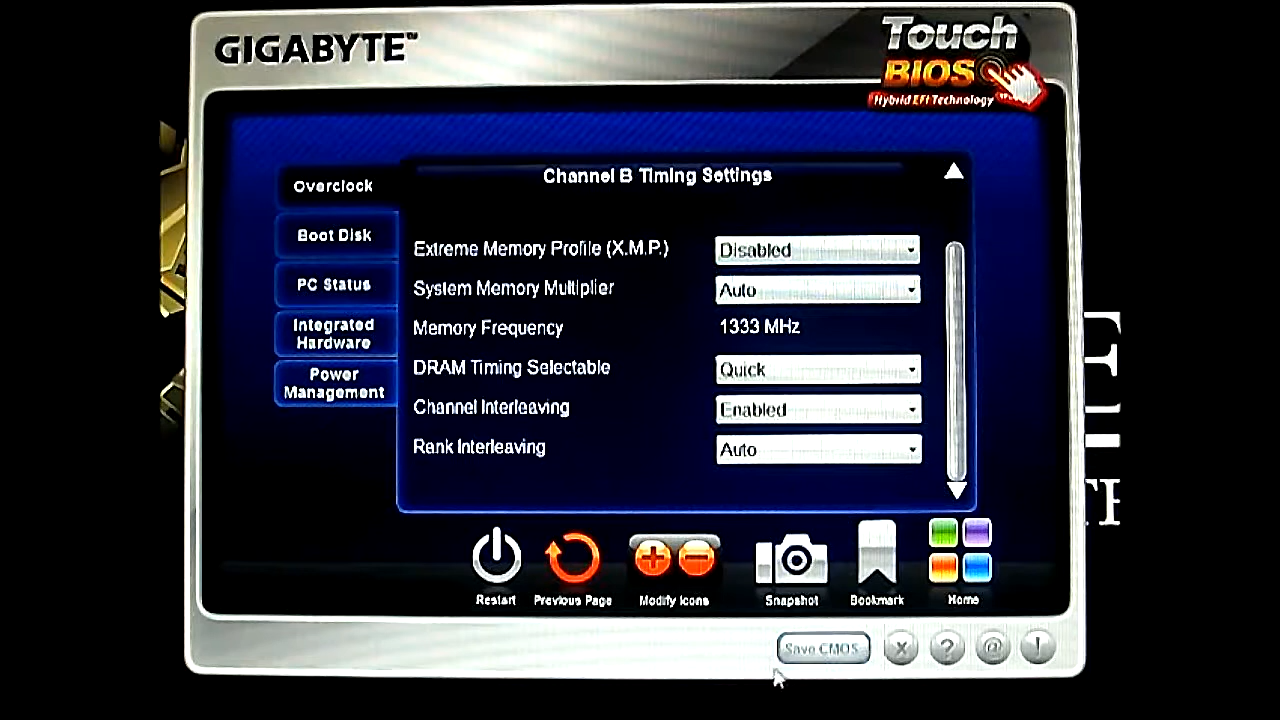 GIGABYTE™
Touch
BIOS
Hybrid EFI Technology
Channel B Timing Settings
Overclock
Boot Disk
PC Status
Integrated
Hardware
Power
Management
Extreme Memory Profile (X.M.P.) Disabled
System Memory Multiplier Auto
Memory Frequency 1333 MHz
DRAM Timing Selectable Quick
Channel Interleaving Enabled
Rank Interleaving Auto
Restart Previous Page Modify Icons Snapshot Bookmark Home
Save CMOS X ? @ !